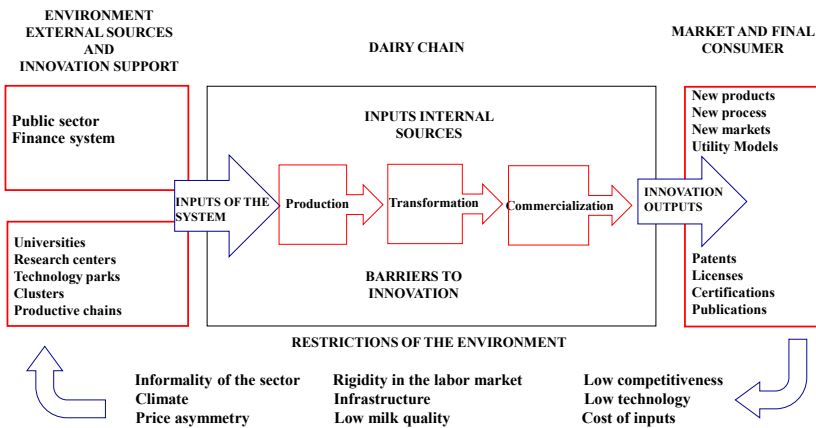 ENVIRONMENT
EXTERNAL SOURCES
AND
INNOVATION SUPPORT
DAIRY CHAIN
MARKET AND FINAL
CONSUMER
Public sector
Finance system
INPUTS INTERNAL
SOURCES
New products
New process
New markets
Utility Models
INPUTS OF THE
SYSTEM
Production
Transformation
Commercialization
INNOVATION
OUTPUTS
Universities
Research centers
Technology parks
Clusters
Productive chains
BARRIERS TO
INNOVATION
Patents
Licenses
Certifications
Publications
RESTRICTIONS OF THE ENVIRONMENT
Informality of the sector
Climate
Price asymmetry
Rigidity in the labor market
Infrastructure
Low milk quality
Low competitiveness
Low technology
Cost of inputs